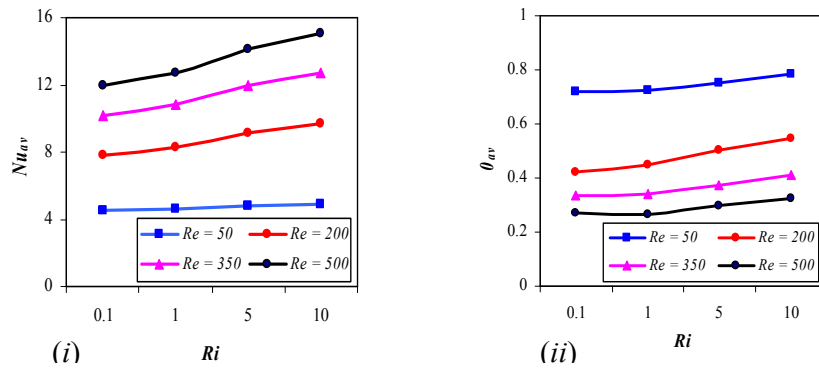 16
12
8
4
0
Nu_av
0.1 1 5 10
Ri
Re = 50 Re = 200
Re = 350 Re = 500
(i)
1
0.8
0.6
0.4
0.2
0
θ_av
0.1 1 5 10
Ri
Re = 50 Re = 200
Re = 350 Re = 500
(ii)